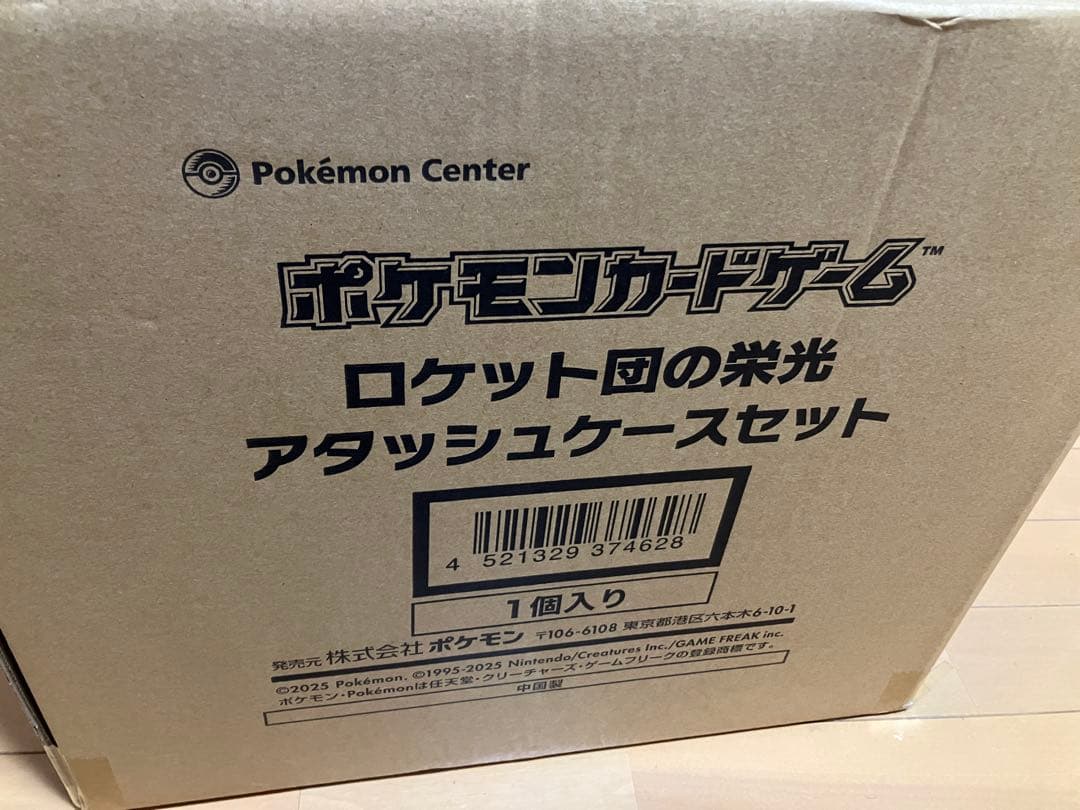 Pokémon Center
ポケモンカードゲーム™
ロケット団の栄光
アタッシュケースセット
4 521329 374628
1個入り
発売元 株式会社 ポケモン 〒106-6108 東京都港区六本木6-10-1
©2025 Pokémon. ©1995-2025 Nintendo/Creatures Inc./GAME FREAK inc.
ポケモン・Pokémonは任天堂・クリーチャーズ・ゲームフリークの登録商標です。
中国製